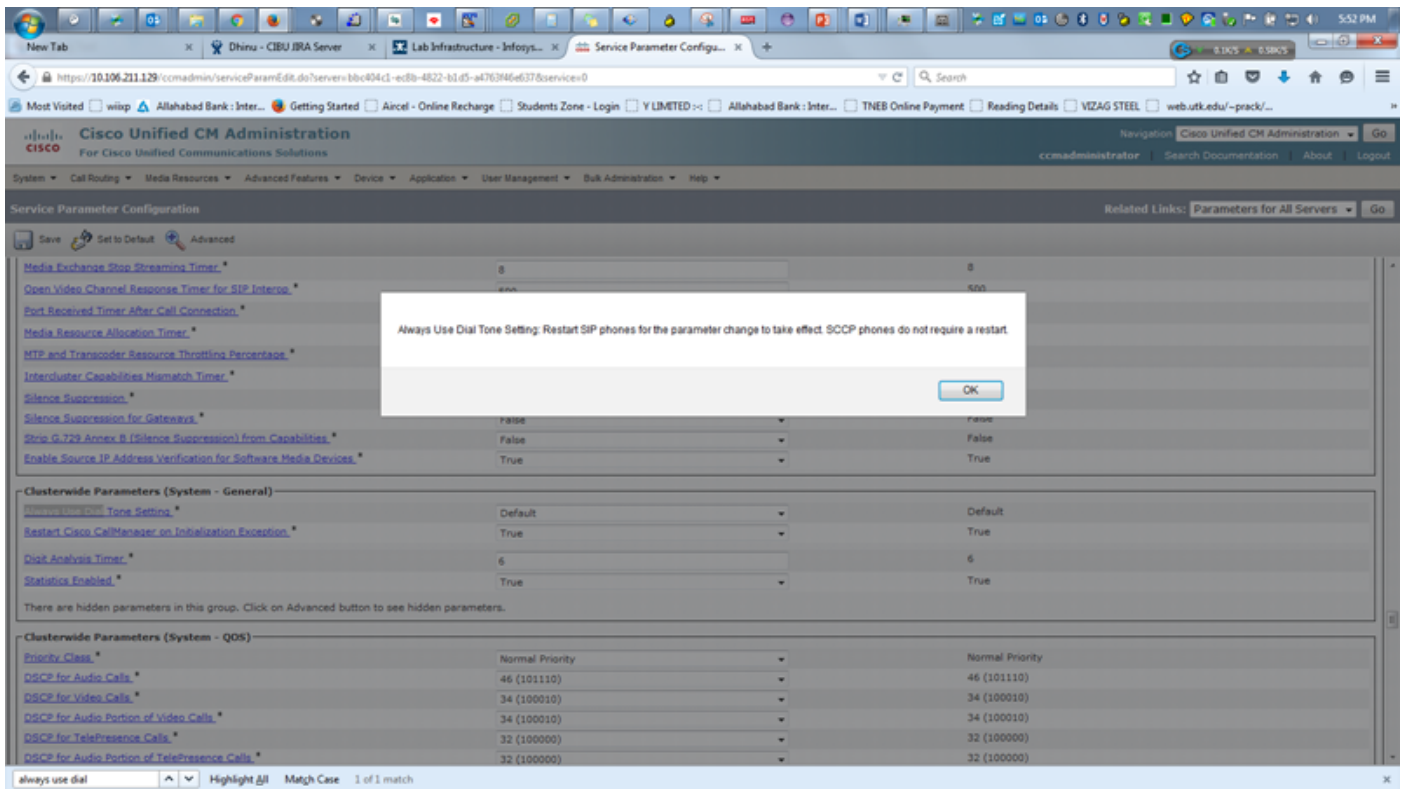 5:52 PM
New Tab
Dhinu - CIBU JIRA Server
Lab Infrastructure - Infosys...
Service Parameter Configu...
https://10.106.211.129/ccmadmin/serviceParamEdit.do?server=bbc404c1-ec8b-4822-b1d5-a4763f46e637&service=0
Search
Most Visited wiixp Allahabad Bank : Inter... Getting Started Aircel - Online Recharge Students Zone - Login Y LIMITED :-: Allahabad Bank : Inter... TNEB Online Payment Reading Details VIZAG STEEL web.utk.edu/~prack/...
CISCO
Cisco Unified CM Administration
For Cisco Unified Communications Solutions
Navigation Cisco Unified CM Administration Go
ccmadministrator | Search Documentation | About | Logout
System Call Routing Media Resources Advanced Features Device Application User Management Bulk Administration Help
Service Parameter Configuration
Related Links: Parameters for All Servers Go
Save Set to Default Advanced
Media Exchange Stop Streaming Timer * 8 8
Open Video Channel Response Timer for SIP Interop * 500 500
Port Received Timer After Call Connection *
Media Resource Allocation Timer *
MTP and Transcoder Resource Throttling Percentage *
Intercluster Capabilities Mismatch Timer *
Silence Suppression *
Always Use Dial Tone Setting: Restart SIP phones for the parameter change to take effect. SCCP phones do not require a restart.
OK
Silence Suppression for Gateways * False False
Strip G.729 Annex B (Silence Suppression) from Capabilities * False False
Enable Source IP Address Verification for Software Media Devices * True True
Clusterwide Parameters (System - General)
Always Use Dial Tone Setting * Default Default
Restart Cisco CallManager on Initialization Exception * True True
Digit Analysis Timer * 6 6
Statistics Enabled * True True
There are hidden parameters in this group. Click on Advanced button to see hidden parameters.
Clusterwide Parameters (System - QOS)
Priority Class * Normal Priority Normal Priority
DSCP for Audio Calls * 46 (101110) 46 (101110)
DSCP for Video Calls * 34 (100010) 34 (100010)
DSCP for Audio Portion of Video Calls * 34 (100010) 34 (100010)
DSCP for TelePresence Calls * 32 (100000) 32 (100000)
DSCP for Audio Portion of TelePresence Calls * 32 (100000) 32 (100000)
always use dial Highlight All Match Case 1 of 1 match